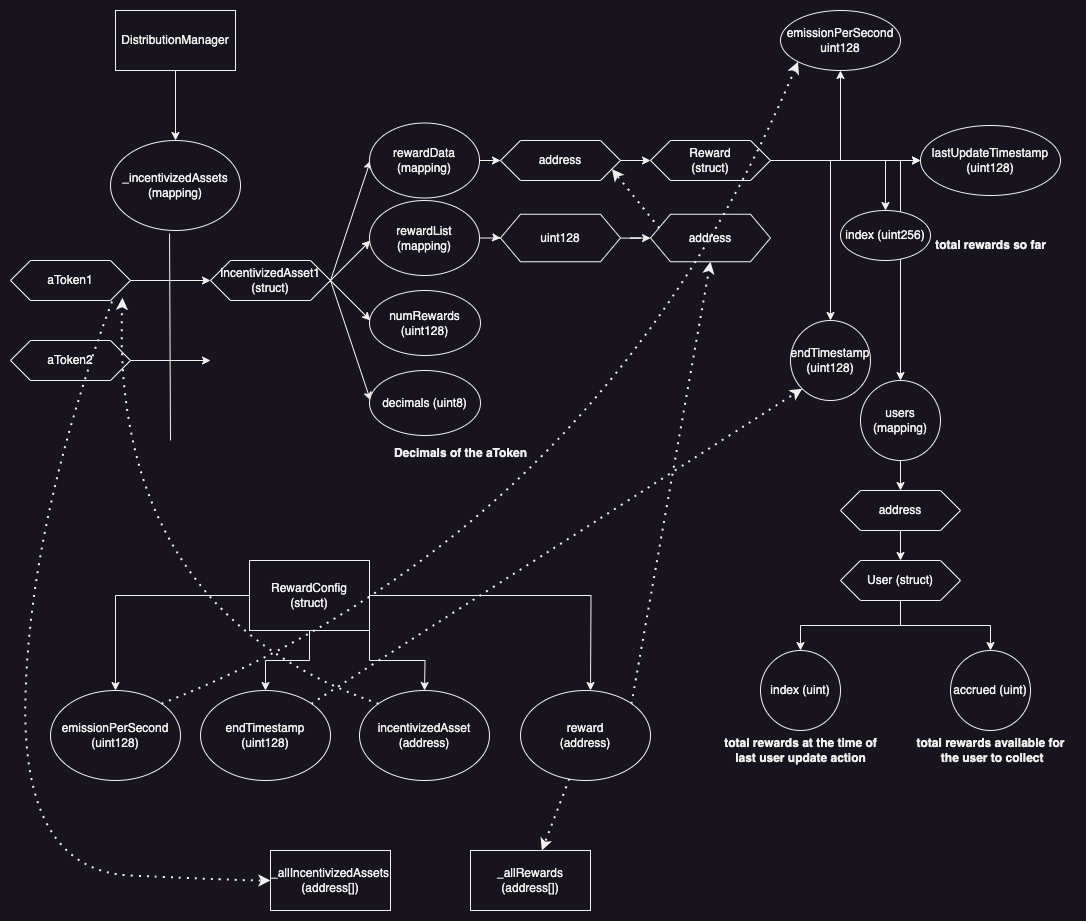 DistributionManager
emissionPerSecond
uint128
_incentivizedAssets
(mapping)
rewardData
(mapping)
address
Reward
(struct)
lastUpdateTimestamp
(uint128)
rewardList
(mapping)
uint128
address
index (uint256)
total rewards so far
aToken1
IncentivizedAsset1
(struct)
numRewards
(uint128)
aToken2
endTimestamp
(uint128)
decimals (uint8)
users
(mapping)
Decimals of the aToken
address
RewardConfig
(struct)
User (struct)
index (uint)
accrued (uint)
emissionPerSecond
(uint128)
endTimestamp
(uint128)
incentivizedAsset
(address)
reward
(address)
total rewards at the time of
last user update action
total rewards available for
the user to collect
_allIncentivizedAssets
(address[])
_allRewards
(address[])